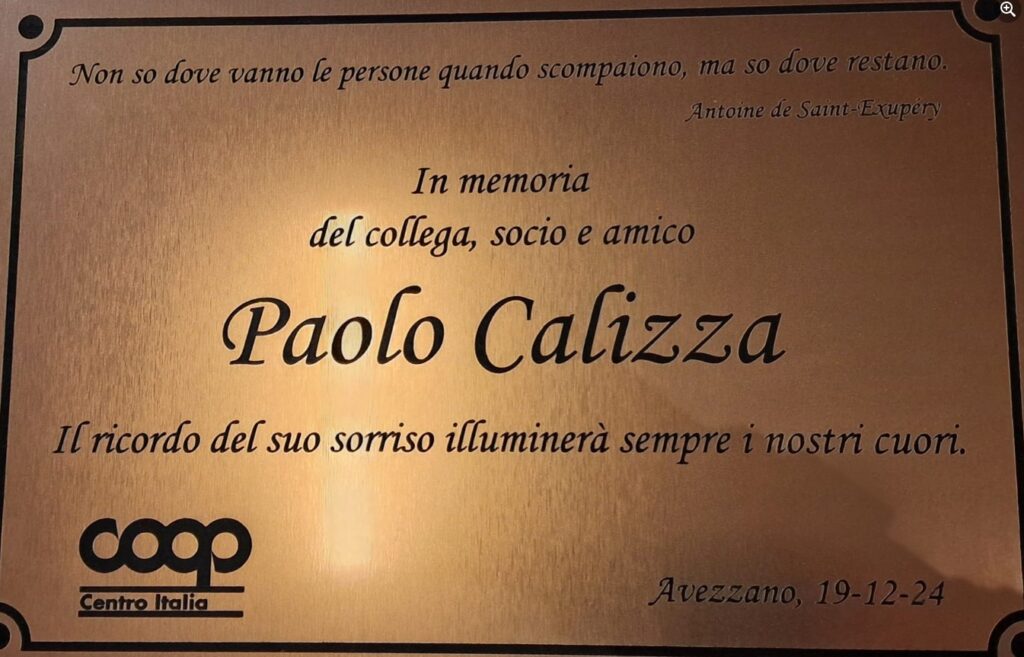 Non so dove vanno le persone quando scompaiono, ma so dove restano.
Antoine de Saint-Exupéry
In memoria
del collega, socio e amico
Paolo Calizza
Il ricordo del suo sorriso illuminerà sempre i nostri cuori.
coop
Centro Italia
Avezzano, 19-12-24